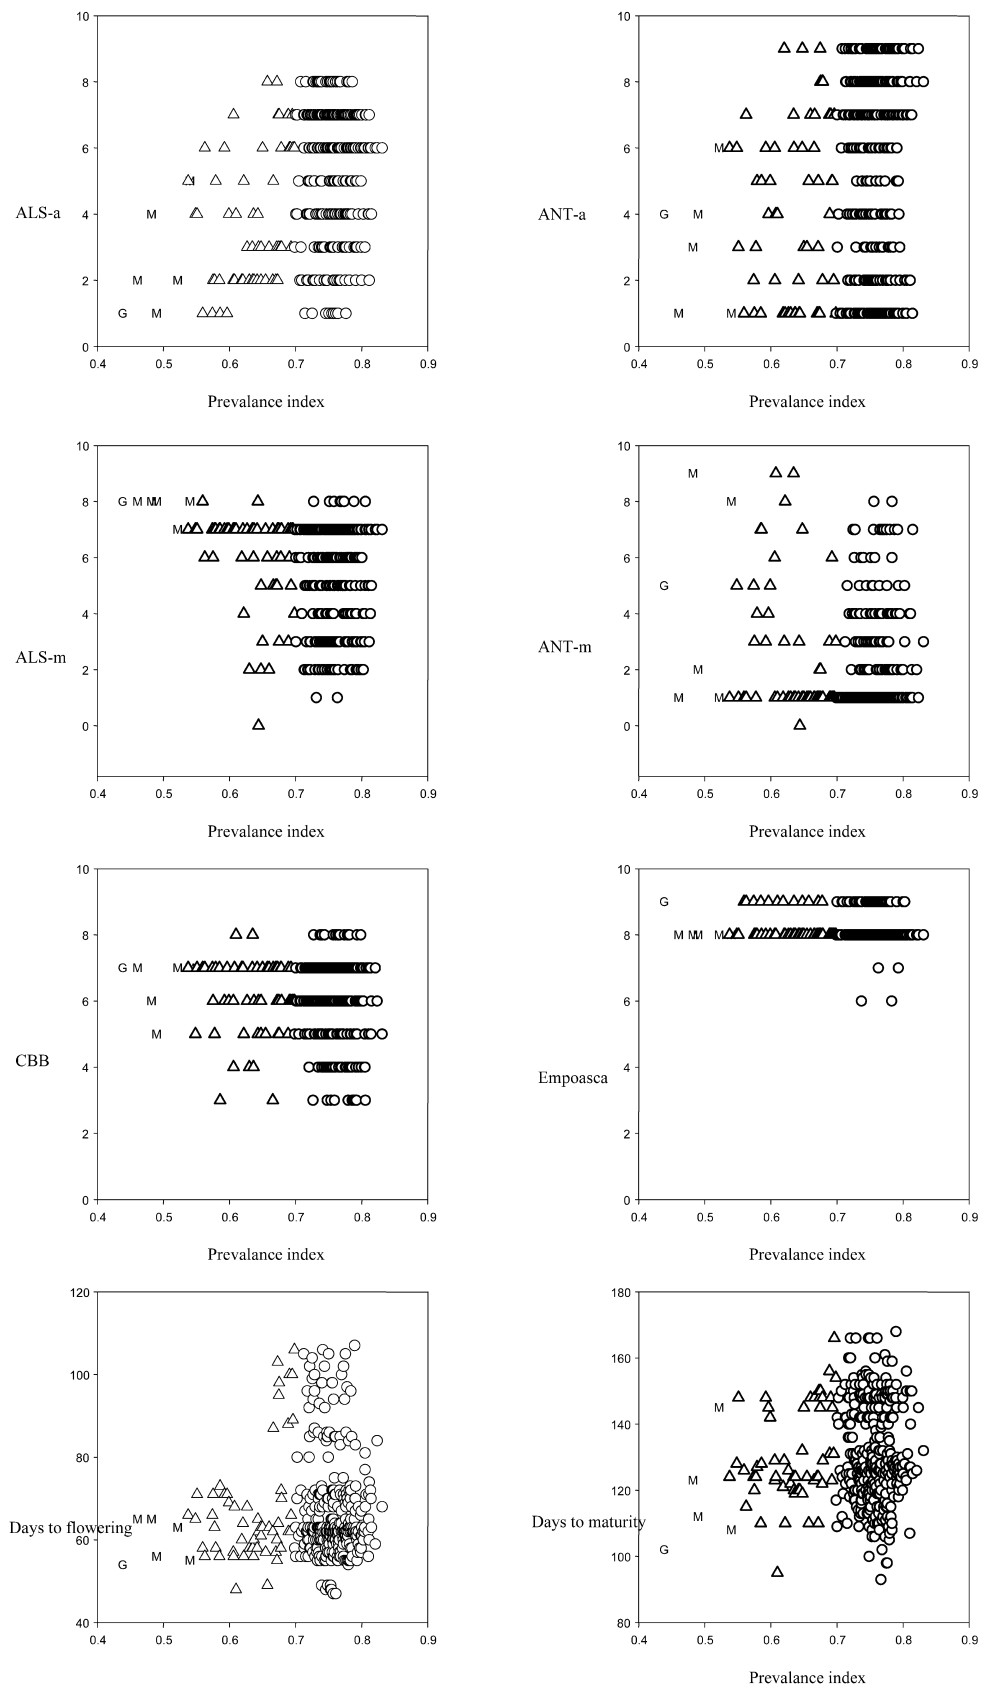 10
8
6
4
2
0
0.4 0.5 0.6 0.7 0.8 0.9
ALS-a
G M M M M M
Prevalance index
10
8
6
4
2
0
0.4 0.5 0.6 0.7 0.8 0.9
ANT-a
M G M M M M
Prevalance index
10
8
6
4
2
0
0.4 0.5 0.6 0.7 0.8 0.9
ALS-m
G M M M M
M
Prevalance index
10
8
6
4
2
0
0.4 0.5 0.6 0.7 0.8 0.9
ANT-m
M
M
G
M
M M
Prevalance index
10
8
6
4
2
0
0.4 0.5 0.6 0.7 0.8 0.9
CBB
G M M
M
M
Prevalance index
10
8
6
4
2
0
0.4 0.5 0.6 0.7 0.8 0.9
Empoasca
G
M M M M
Prevalance index
120
100
80
60
40
0.4 0.5 0.6 0.7 0.8 0.9
Days to flowering
M M M
G M M
180
160
140
120
100
80
0.4 0.5 0.6 0.7 0.8 0.9
Days to maturity
M
M
M
M
G
Prevalance index